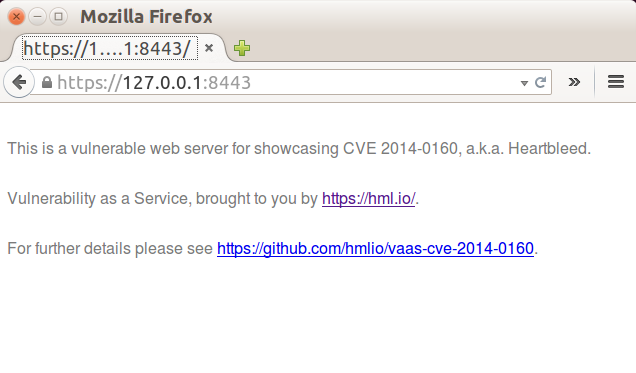 Mozilla Firefox
https://1....1:8443/
https://127.0.0.1:8443
This is a vulnerable web server for showcasing CVE 2014-0160, a.k.a. Heartbleed.
Vulnerability as a Service, brought to you by https://hml.io/.
For further details please see https://github.com/hmlio/vaas-cve-2014-0160.